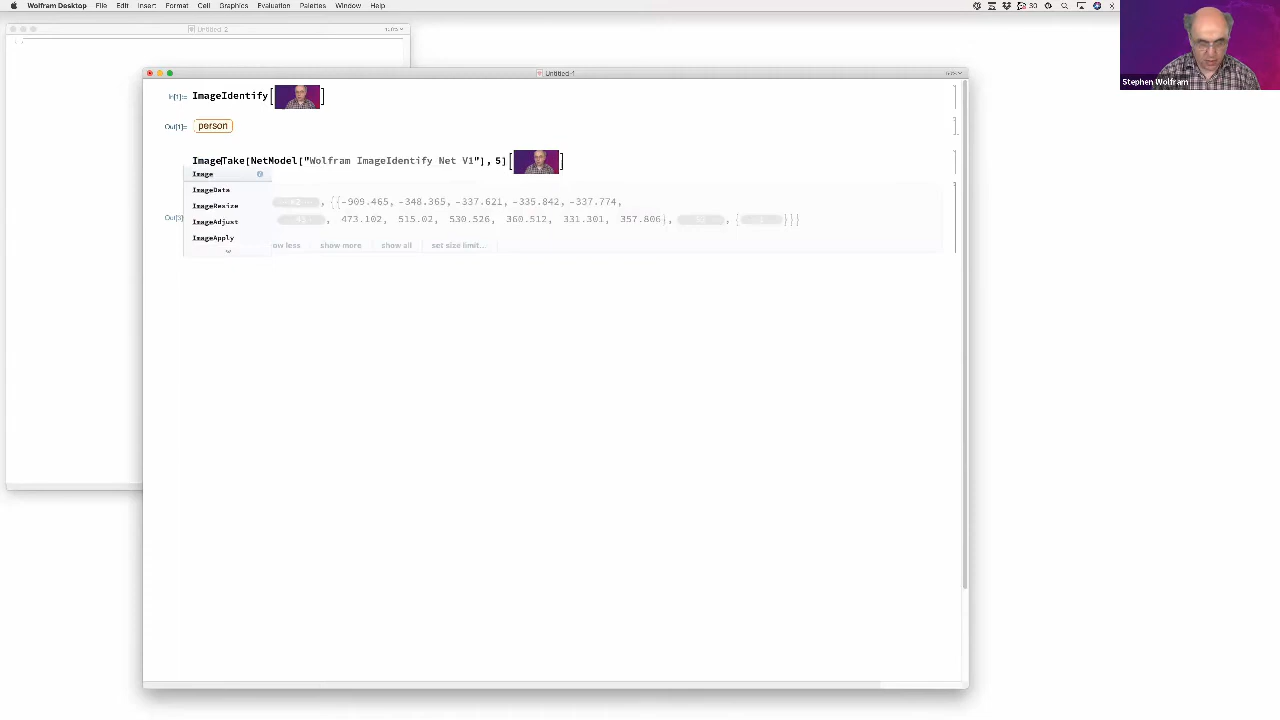 Wolfram Desktop File Edit Insert Format Cell Graphics Evaluation Palettes Window Help 30
Untitled-2
Stephen Wolfram
Untitled-1
In[1]:= ImageIdentify[ ]
Out[1]= person
ImageTake[NetModel["Wolfram ImageIdentify Net V1"], 5][ ]
Image
ImageData
ImageResize
ImageAdjust
ImageApply
Out[3]
, {{-909.465, -348.365, -337.621, -335.842, -337.774,
, 473.102, 515.02, 530.526, 360.512, 331.301, 357.806}, , { }}}
ow less show more show all set size limit...